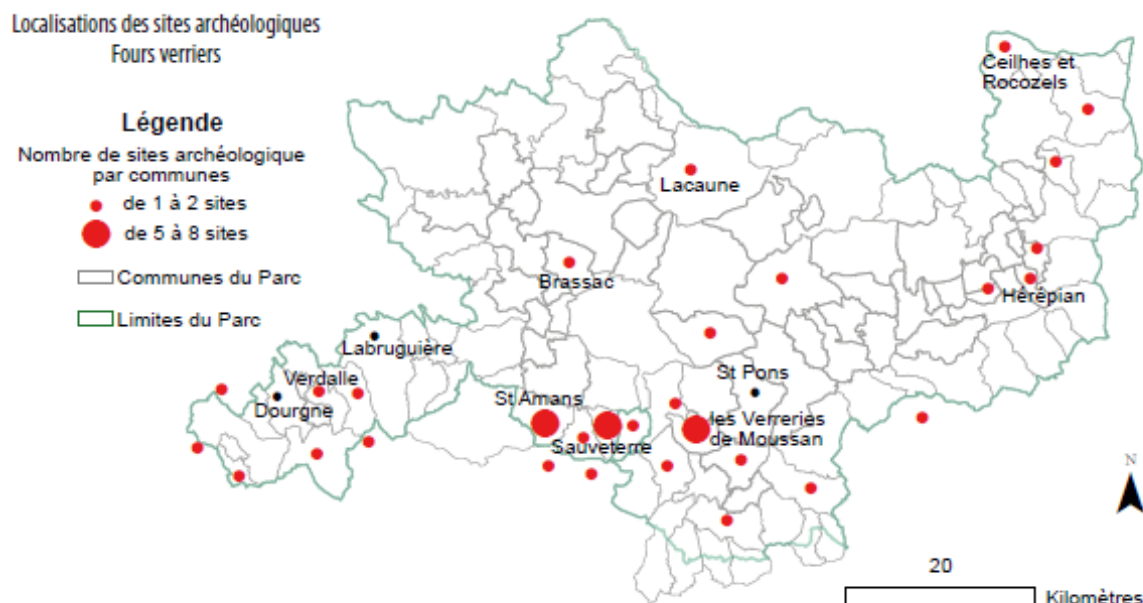 Localisations des sites archéologiques
Fours verriers
Légende
Nombre de sites archéologique
par communes
de 1 à 2 sites
de 5 à 8 sites
Communes du Parc
Limites du Parc
Ceilhes et
Rocozels
Lacaune
Brassac
Hérépian
Labruguière
Verdalle
Dourgne
St Amans
St Pons
Sauveterre
les Verreries
de Moussan
N
20
Kilomètres